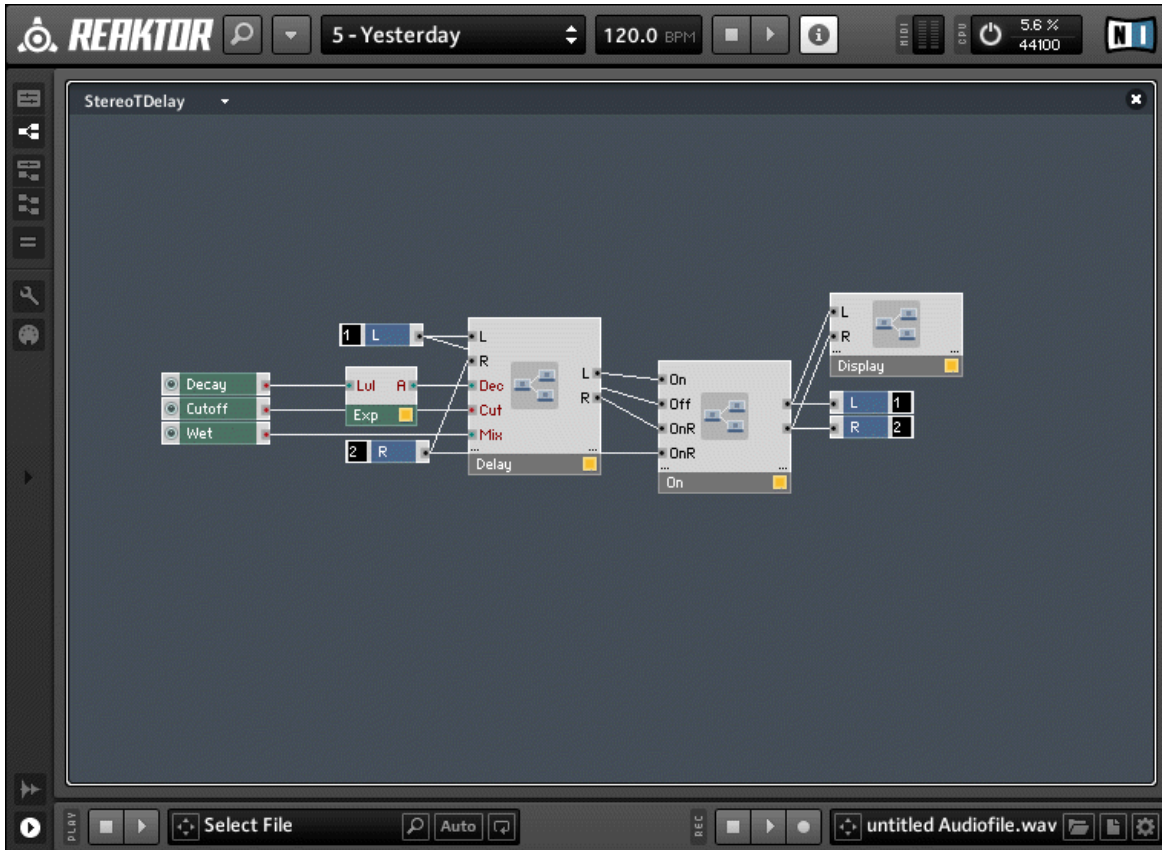 REAKTOR
5 - Yesterday
120.0 BPM
i
MIDI
CPU
5.6 %
44100
N I
StereoTDelay
1 L
Decay
Cutoff
Wet
Lvl A
Exp
2 R
L
R
Dec
Cut
Mix
...
L
R
...
Delay
On
Off
OnR
OnR
...
...
On
L
R
...
...
Display
L 1
R 2
PLAY
Select File
Auto
REC
untitled Audiofile.wav